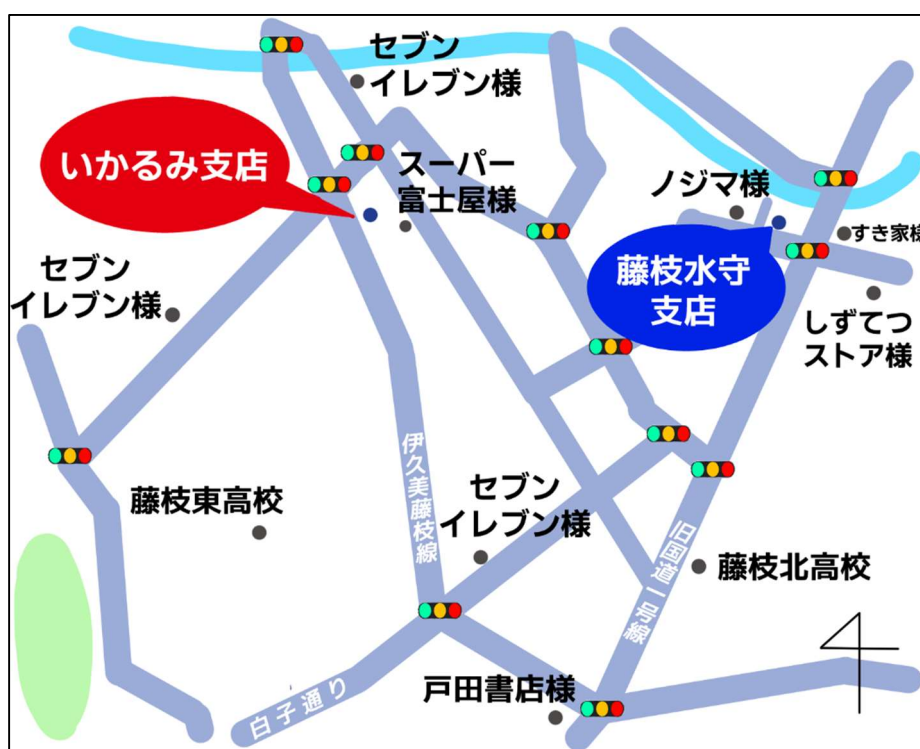 セブン
イレブン様
いかるみ支店
スーパー
富士屋様
ノジマ様
すき家様
藤枝水守
支店
セブン
イレブン様
しずてつ
ストア様
伊久美藤枝線
藤枝東高校
セブン
イレブン様
旧国道一号線
藤枝北高校
戸田書店様
白子通り